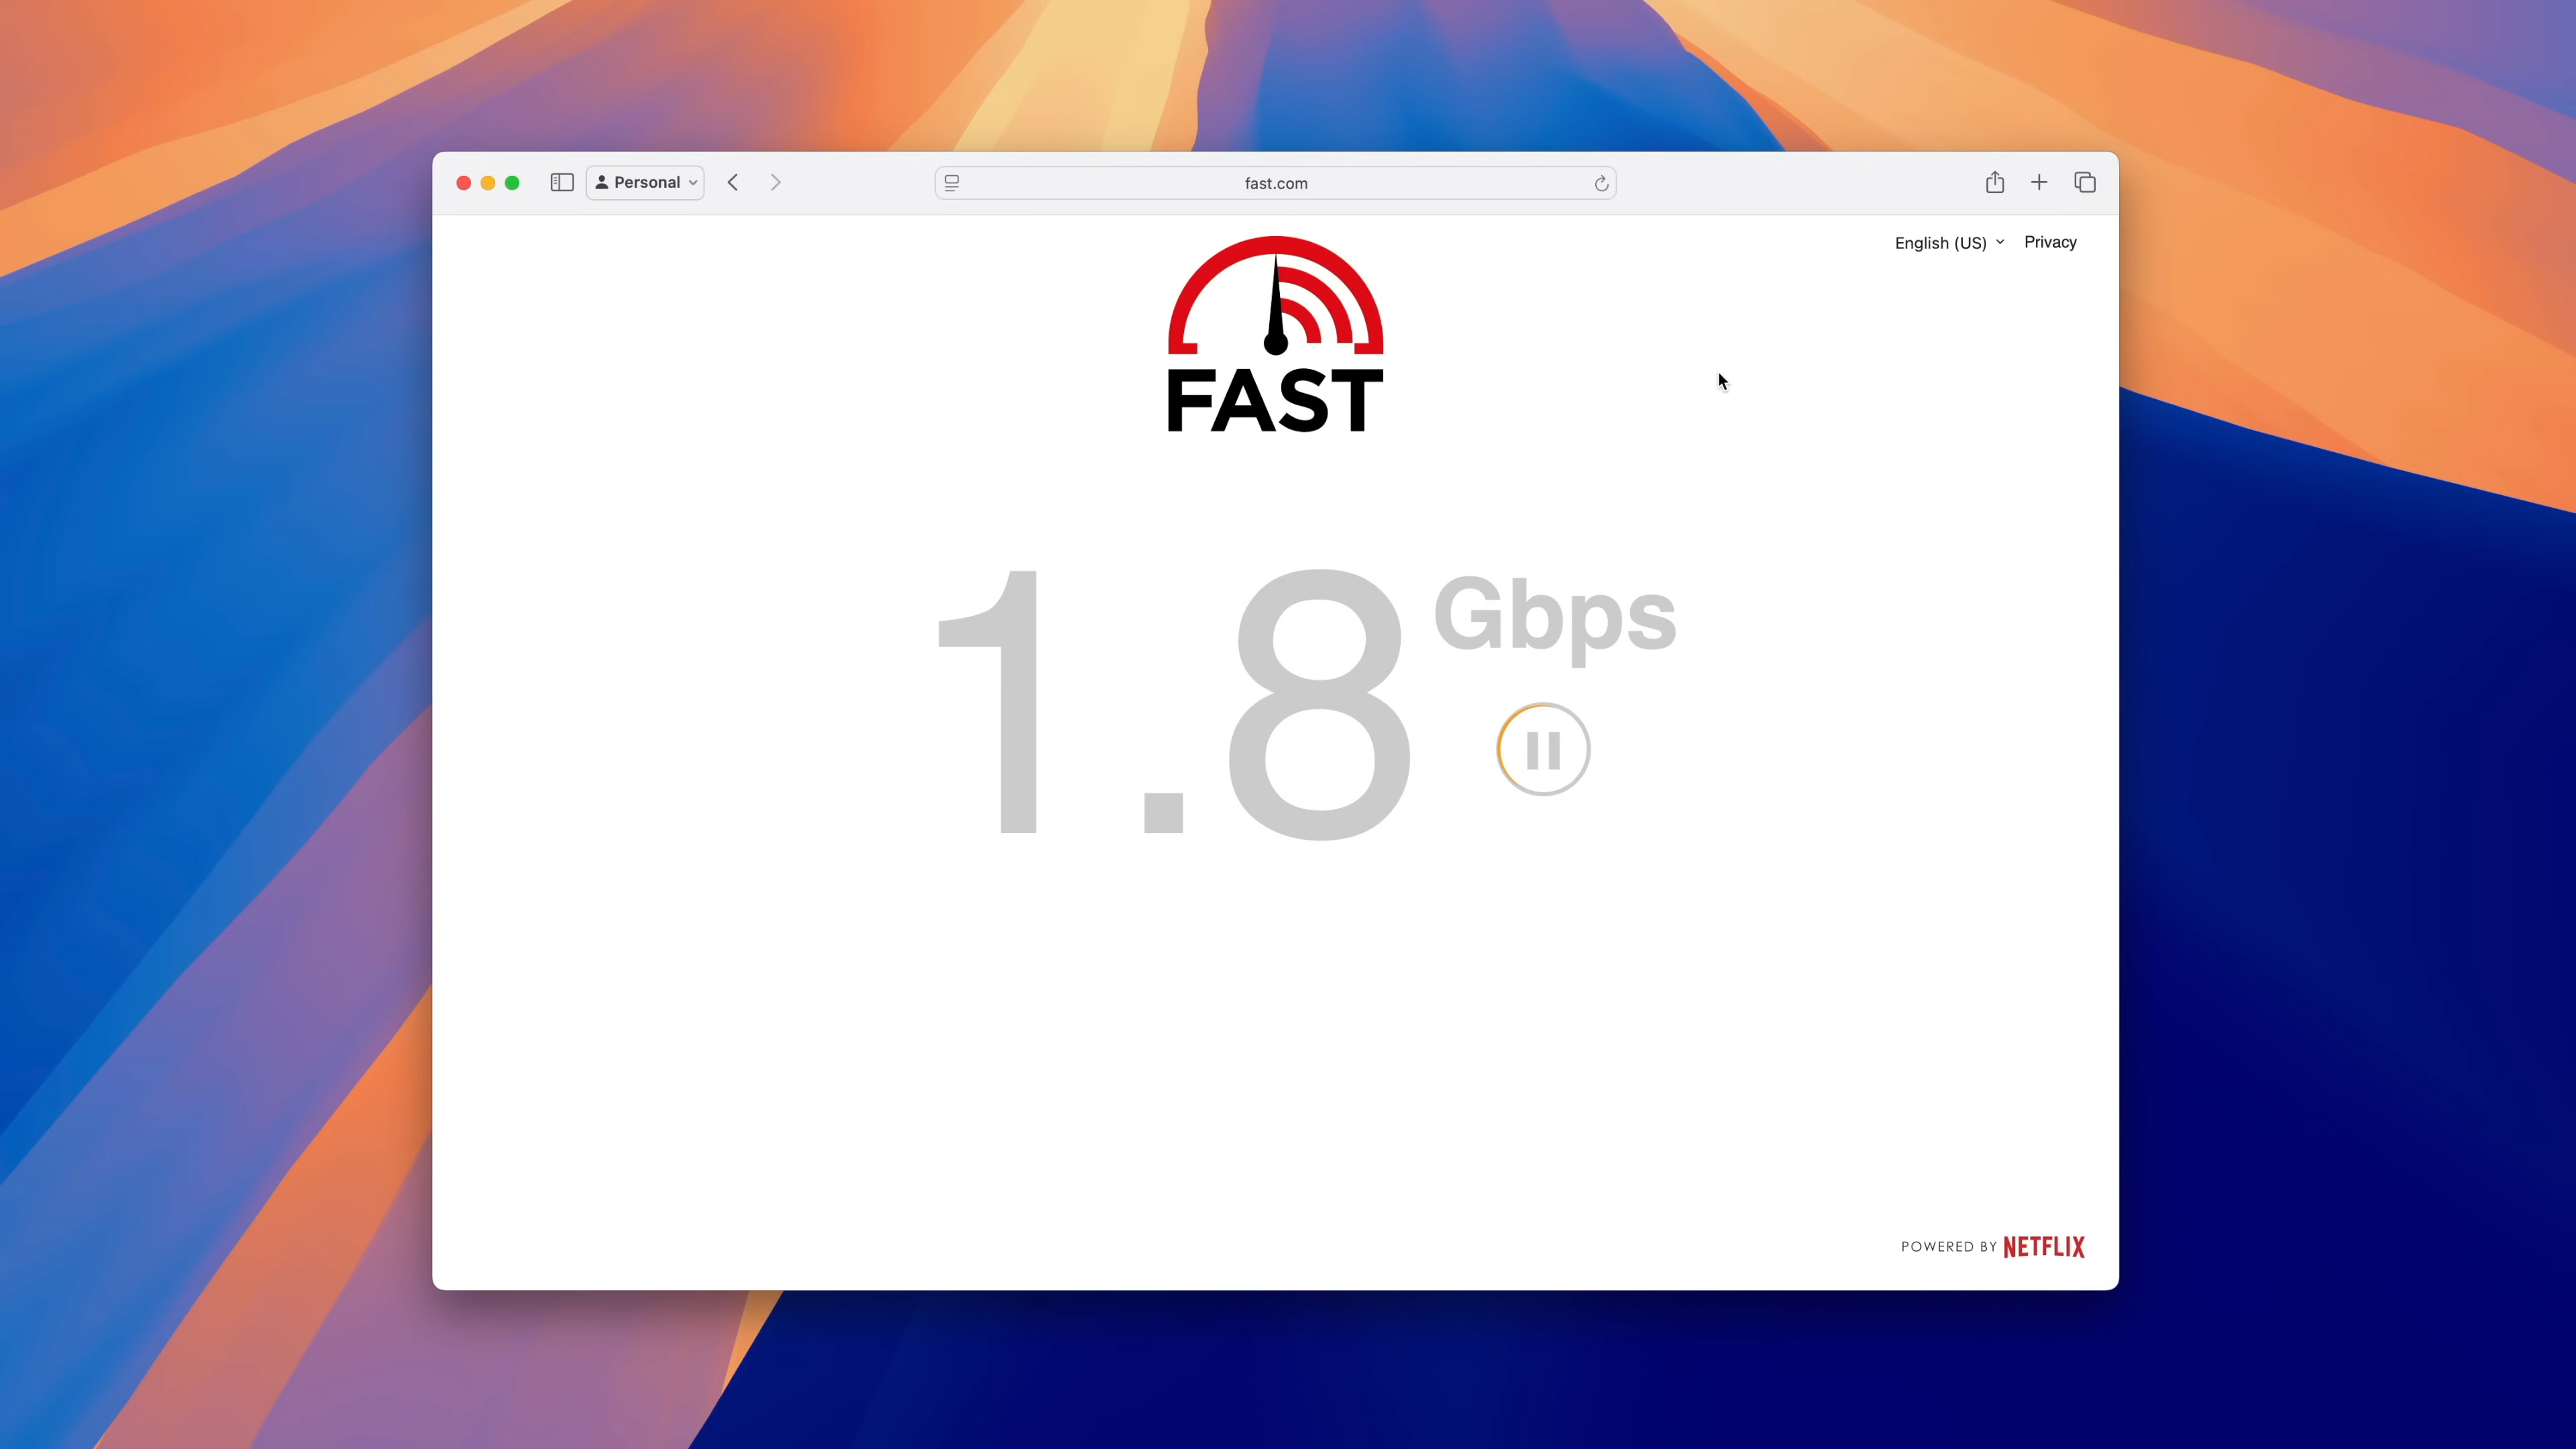 Personal
fast.com
English (US)
Privacy
FAST
1.8 Gbps
POWERED BY NETFLIX